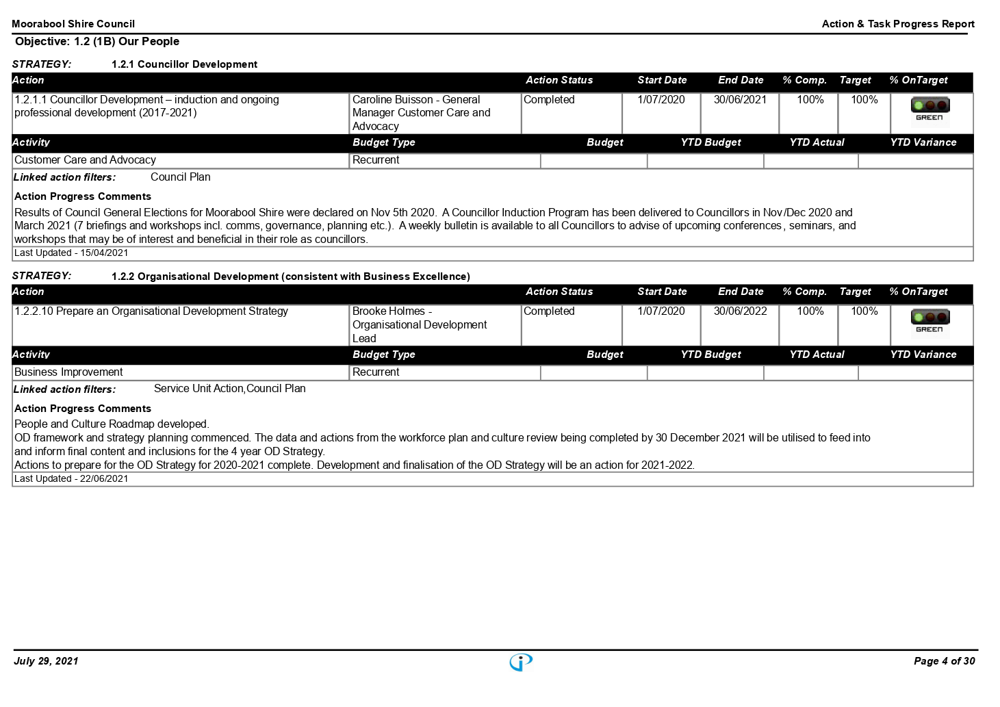 Moorabool Shire Council Action & Task Progress Report
Objective: 1.2 (1B) Our People
STRATEGY: 1.2.1 Councillor Development
Action Action Status Start Date End Date % Comp. Target % OnTarget
1.2.1.1 Councillor Development – induction and ongoing Caroline Buisson - General Completed 1/07/2020 30/06/2021 100% 100%
professional development (2017-2021) Manager Customer Care and GREEN
Advocacy
Activity Budget Type Budget YTD Budget YTD Actual YTD Variance
Customer Care and Advocacy Recurrent
Linked action filters: Council Plan
Action Progress Comments
Results of Council General Elections for Moorabool Shire were declared on Nov 5th 2020. A Councillor Induction Program has been delivered to Councillors in Nov/Dec 2020 and
March 2021 (7 briefings and workshops incl. comms, governance, planning etc.). A weekly bulletin is available to all Councillors to advise of upcoming conferences, seminars, and
workshops that may be of interest and beneficial in their role as councillors.
Last Updated - 15/04/2021
STRATEGY: 1.2.2 Organisational Development (consistent with Business Excellence)
Action Action Status Start Date End Date % Comp. Target % OnTarget
1.2.2.10 Prepare an Organisational Development Strategy Brooke Holmes - Completed 1/07/2020 30/06/2022 100% 100%
Organisational Development GREEN
Lead
Activity Budget Type Budget YTD Budget YTD Actual YTD Variance
Business Improvement Recurrent
Linked action filters: Service Unit Action,Council Plan
Action Progress Comments
People and Culture Roadmap developed.
OD framework and strategy planning commenced. The data and actions from the workforce plan and culture review being completed by 30 December 2021 will be utilised to feed into
and inform final content and inclusions for the 4 year OD Strategy.
Actions to prepare for the OD Strategy for 2020-2021 complete. Development and finalisation of the OD Strategy will be an action for 2021-2022.
Last Updated - 22/06/2021
July 29, 2021 Page 4 of 30